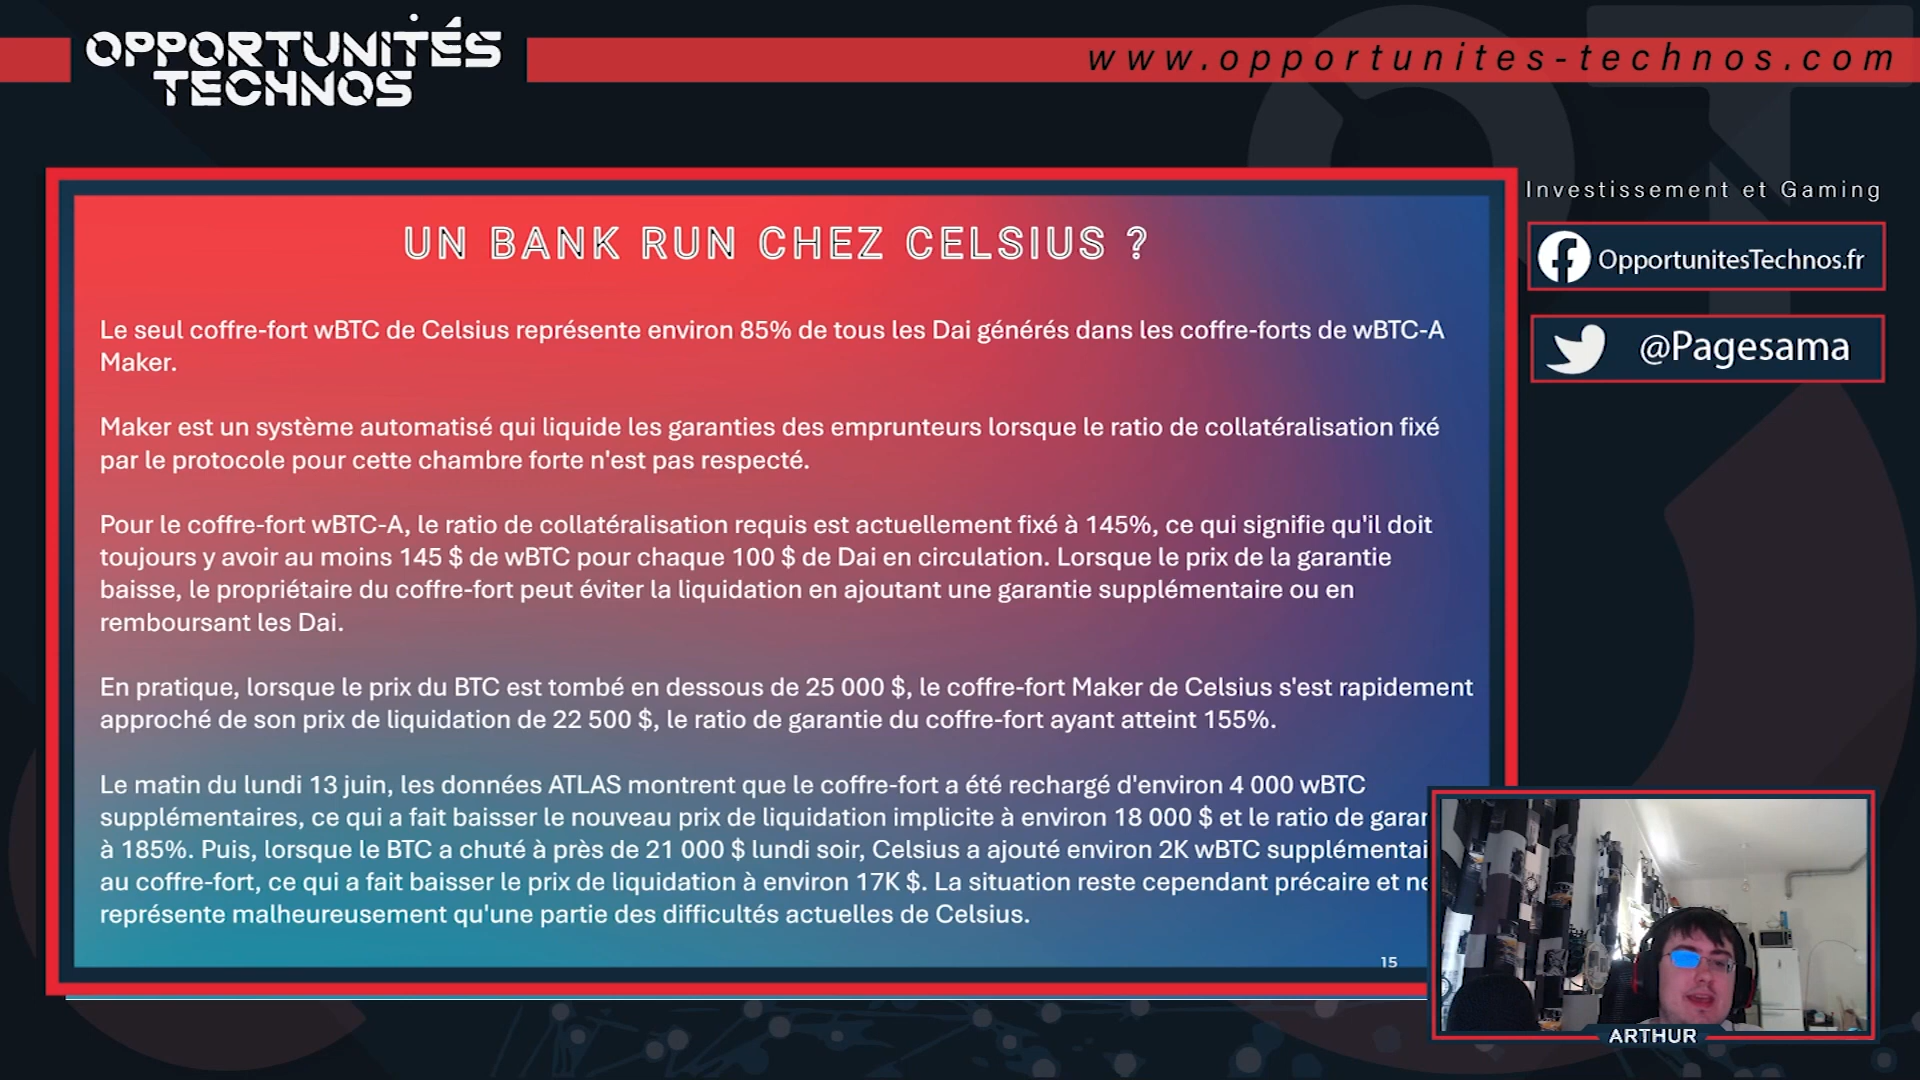 OPPORTUNITÉS
TECHNOS
www.opportunites-technos.com
Investissement et Gaming
OpportunitesTechnos.fr
@Pagesama
UN BANK RUN CHEZ CELSIUS ?
Le seul coffre-fort wBTC de Celsius représente environ 85% de tous les Dai générés dans les coffre-forts de wBTC-A
Maker.
Maker est un système automatisé qui liquide les garanties des emprunteurs lorsque le ratio de collatéralisation fixé
par le protocole pour cette chambre forte n'est pas respecté.
Pour le coffre-fort wBTC-A, le ratio de collatéralisation requis est actuellement fixé à 145%, ce qui signifie qu'il doit
toujours y avoir au moins 145 $ de wBTC pour chaque 100 $ de Dai en circulation. Lorsque le prix de la garantie
baisse, le propriétaire du coffre-fort peut éviter la liquidation en ajoutant une garantie supplémentaire ou en
remboursant les Dai.
En pratique, lorsque le prix du BTC est tombé en dessous de 25 000 $, le coffre-fort Maker de Celsius s'est rapidement
approché de son prix de liquidation de 22 500 $, le ratio de garantie du coffre-fort ayant atteint 155%.
Le matin du lundi 13 juin, les données ATLAS montrent que le coffre-fort a été rechargé d'environ 4 000 wBTC
supplémentaires, ce qui a fait baisser le nouveau prix de liquidation implicite à environ 18 000 $ et le ratio de garan
à 185%. Puis, lorsque le BTC a chuté à près de 21 000 $ lundi soir, Celsius a ajouté environ 2K wBTC supplémentai
au coffre-fort, ce qui a fait baisser le prix de liquidation à environ 17K $. La situation reste cependant précaire et ne
représente malheureusement qu'une partie des difficultés actuelles de Celsius.
15
ARTHUR